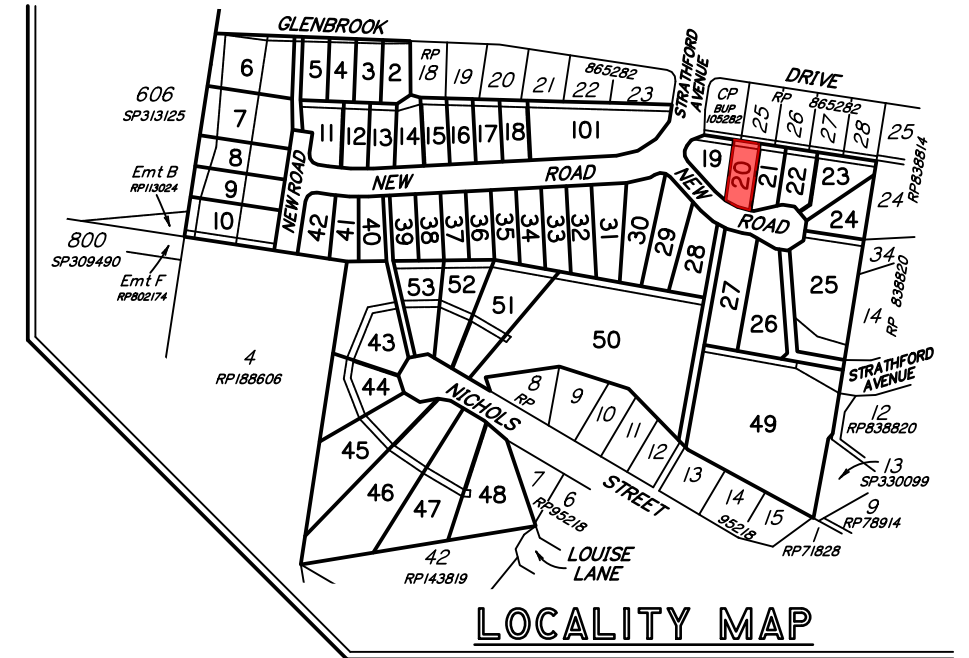 GLENBROOK
STRATHFORD
AVENUE
DRIVE
6
5
4
3
2
RP
18
19
20
21
865282
22
23
CP
BUP
105282
RP
865282
25
26
27
28
25
RP838814
606
SP313125
7
11
12
13
14
15
16
17
18
101
19
20
21
22
23
24
8
9
10
NEW ROAD
NEW
ROAD
NEW
ROAD
24
Emt B
RP113024
800
SP309490
Emt F
RP802174
42
41
40
39
38
37
36
35
34
33
32
31
30
29
28
27
26
25
34
14
RP 838820
53
52
51
50
43
44
4
RP188606
NICHOLS
STREET
8
RP
9
10
11
12
13
14
15
95218
49
STRATHFORD
AVENUE
12
RP838820
13
SP330099
9
RP78914
1
RP71828
45
46
47
48
7
6
RP95218
42
RP143819
LOUISE
LANE
LOCALITY MAP